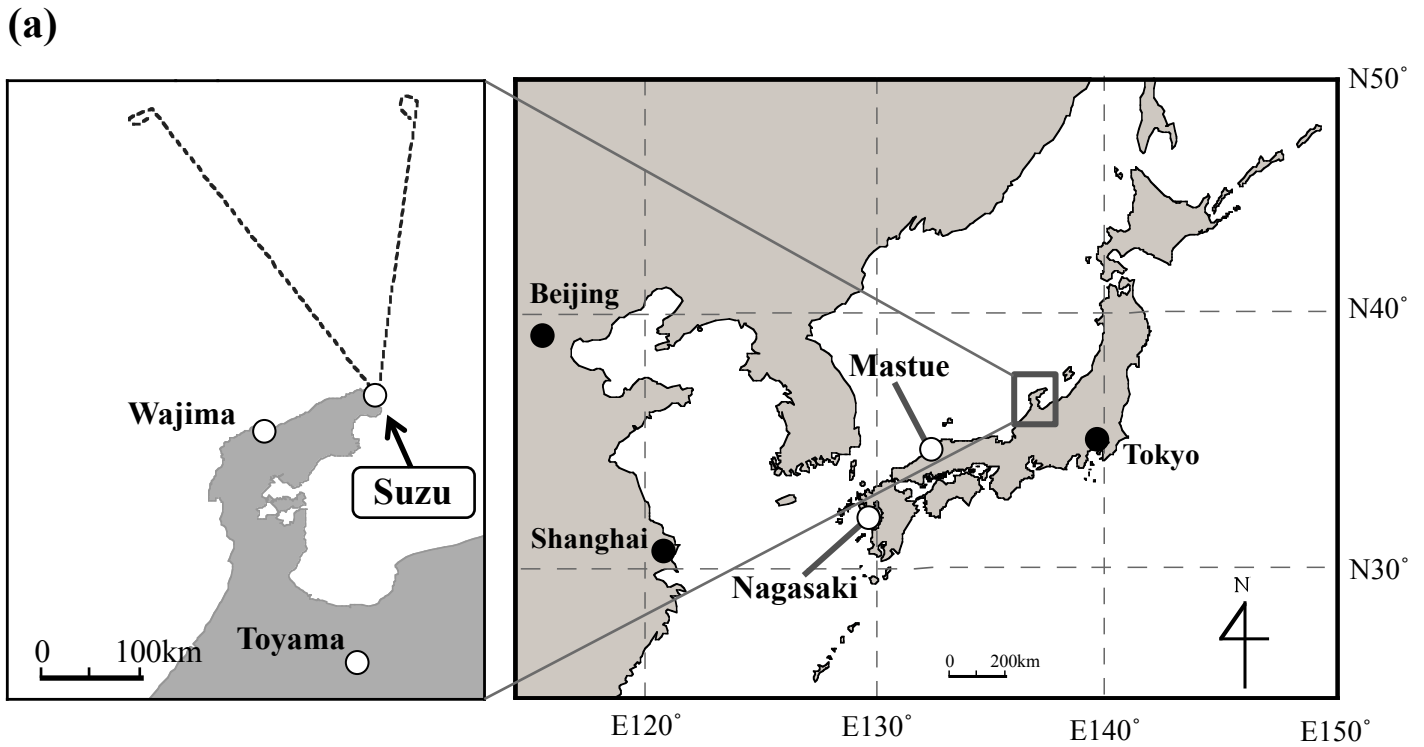 (a)
N50˚
Beijing
N40˚
Mastue
Wajima
Tokyo
Suzu
Shanghai
N30˚
Nagasaki
N
Toyama
0 100km
0 200km
E120˚ E130˚ E140˚ E150˚